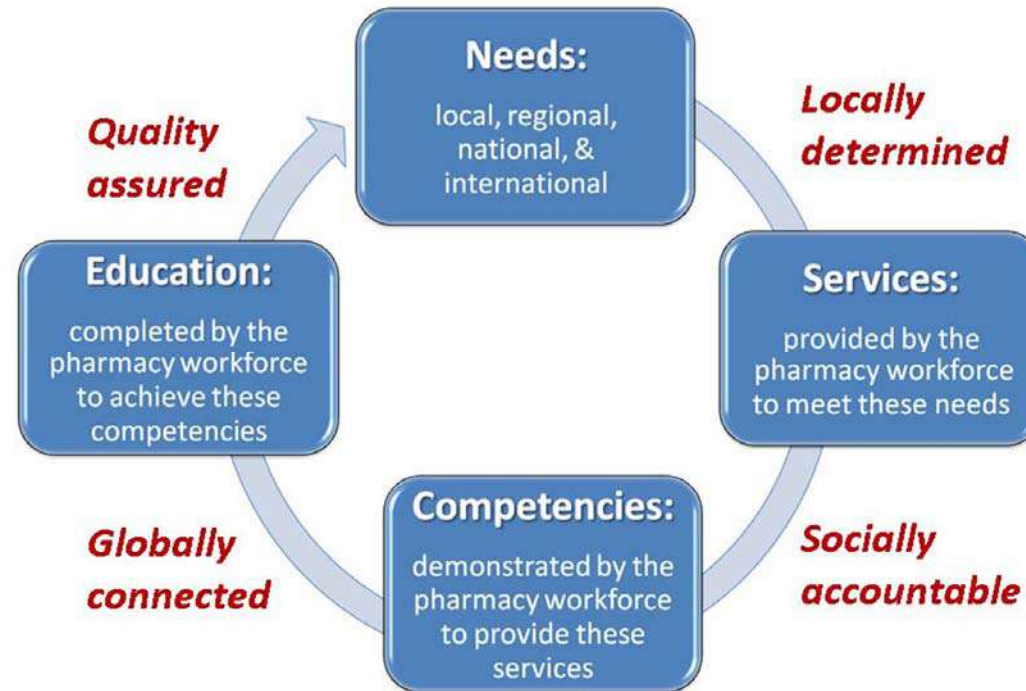 Needs:
local, regional,
national, &
international
Locally
determined
Services:
provided by the
pharmacy workforce
to meet these needs
Socially
accountable
Competencies:
demonstrated by the
pharmacy workforce
to provide these
services
Globally
connected
Education:
completed by the
pharmacy workforce
to achieve these
competencies
Quality
assured